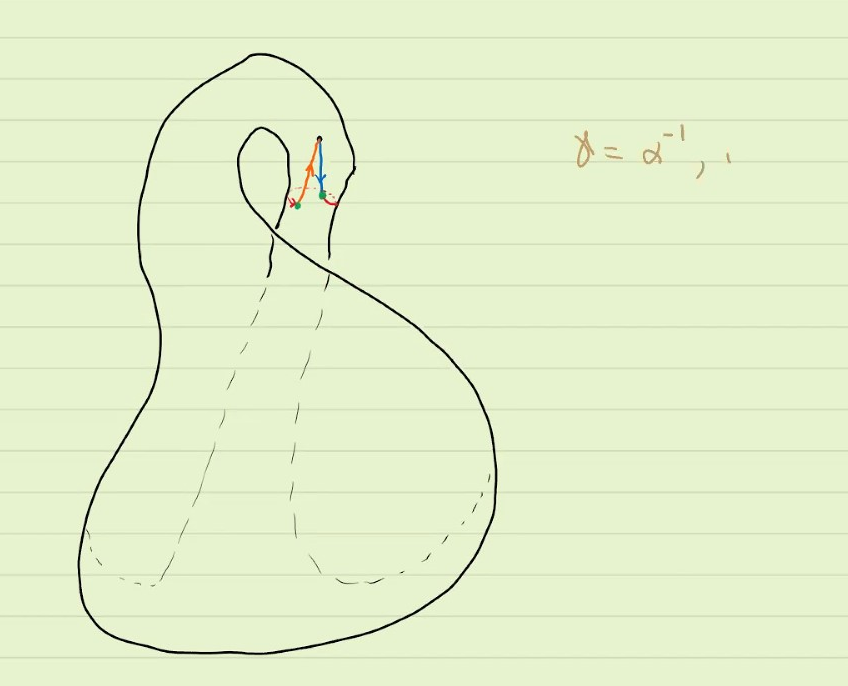 γ = α⁻¹,